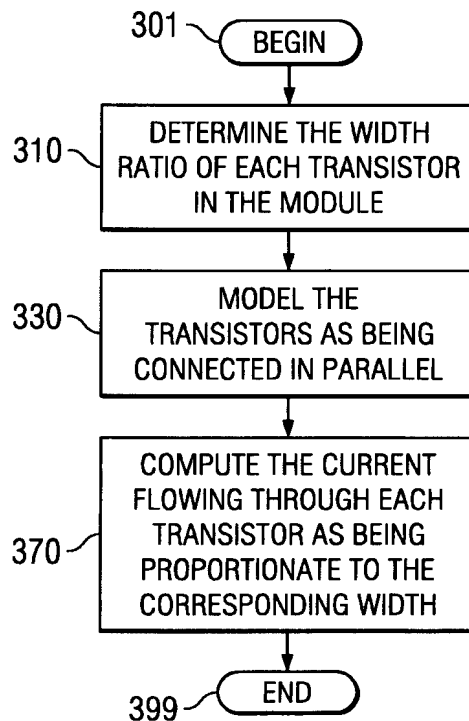 301
BEGIN
310
DETERMINE THE WIDTH
RATIO OF EACH TRANSISTOR
IN THE MODULE
330
MODEL THE
TRANSISTORS AS BEING
CONNECTED IN PARALLEL
370
COMPUTE THE CURRENT
FLOWING THROUGH EACH
TRANSISTOR AS BEING
PROPORTIONATE TO THE
CORRESPONDING WIDTH
399
END